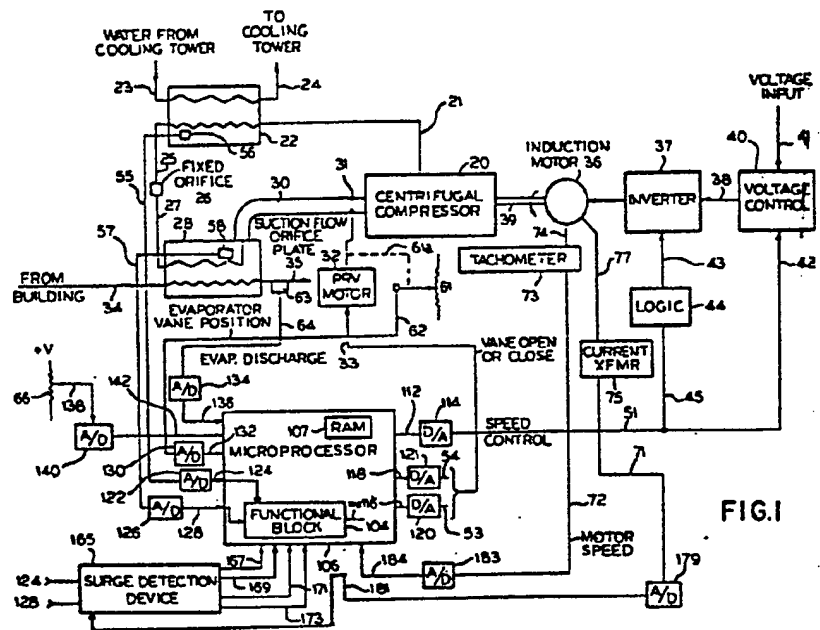 WATER FROM
COOLING TOWER
TO
COOLING
TOWER
23
24
22
56
21
VOLTAGE
INPUT
55
25
FIXED ORIFICE
26
27
57
28
58
30
31
20
CENTRIFUGAL
COMPRESSOR
39
74
INDUCTION
MOTOR 36
37
INVERTER
38
40
41
VOLTAGE
CONTROL
42
43
SUCTION FLOW
ORIFICE
PLATE
32
PRV
MOTOR
61a
61
TACHOMETER
73
77
LOGIC
44
FROM
BUILDING
34
35
63
64
62
EVAPORATOR
VANE POSITION
EVAP. DISCHARGE
33
VANE OPEN
OR CLOSE
CURRENT
XFMR
75
45
+V
66
138
A/D
134
136
142
A/D
140
130
A/D
132
107
RAM
MICROPROCESSOR
112
114
D/A
SPEED
CONTROL
51
122
A/D
124
118
121
D/A
54
71
126
A/D
128
FUNCTIONAL
BLOCK
104
116
D/A
120
53
72
MOTOR
SPEED
FIG.1
165
SURGE DETECTION
DEVICE
124
128
167
169
171
173
106
184
181
A/D
183
A/D
179